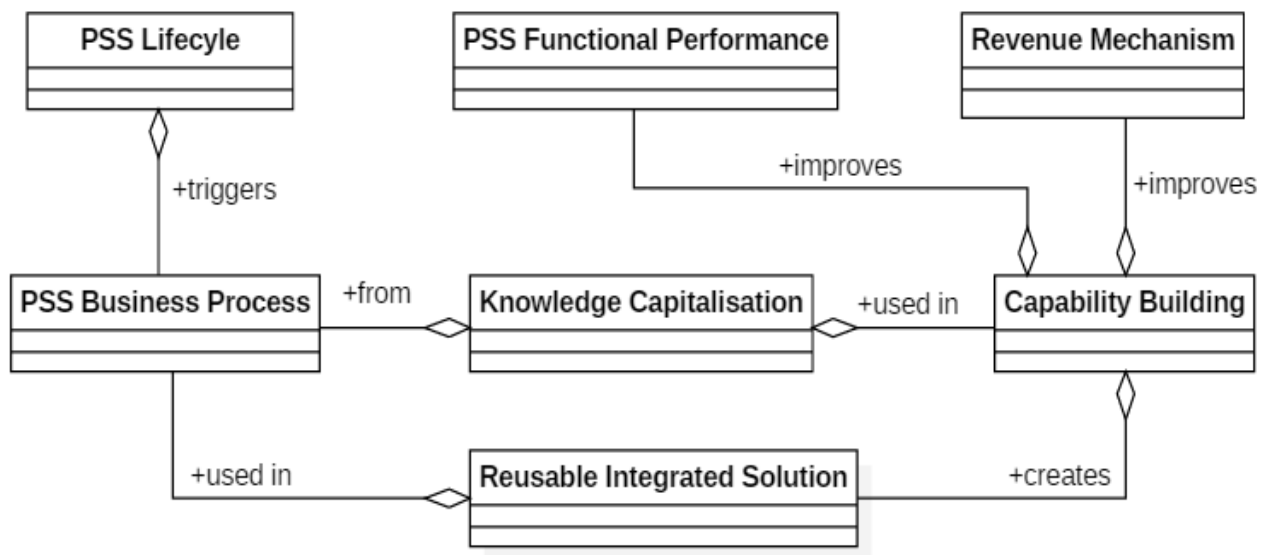 PSS Lifecyle
PSS Functional Performance
Revenue Mechanism
+improves
+triggers
+improves
PSS Business Process
+from
Knowledge Capitalisation
+used in
Capability Building
+used in
Reusable Integrated Solution
+creates